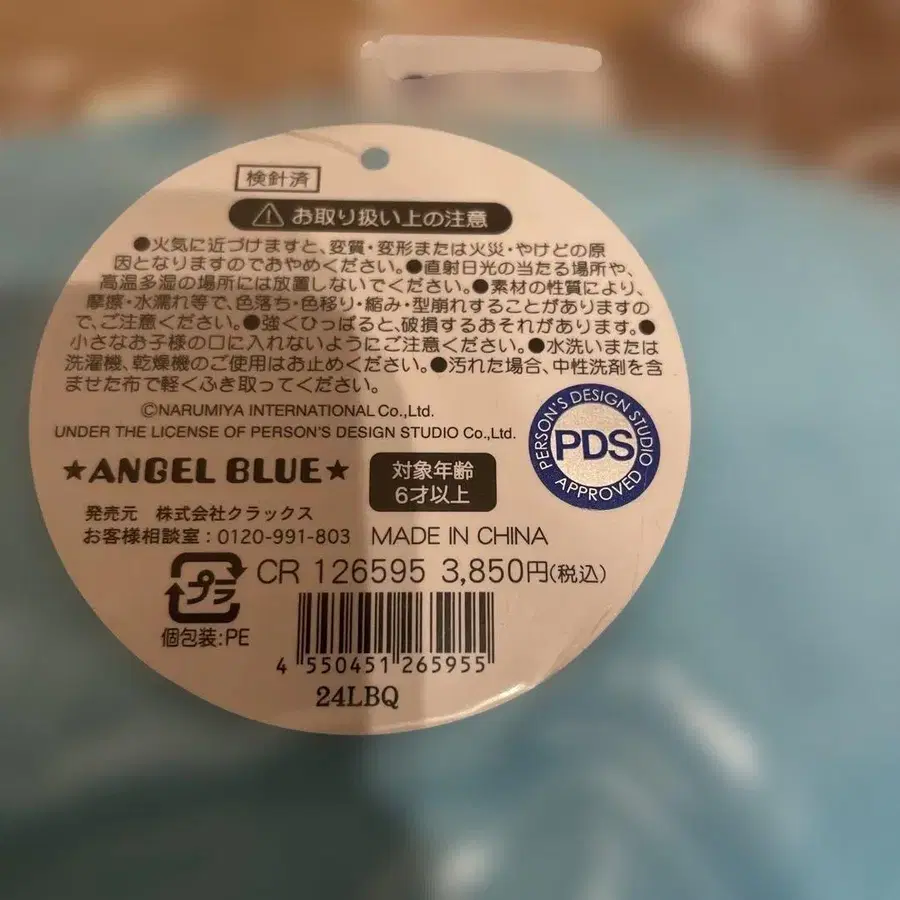 検針済
お取り扱い上の注意
●火気に近づけますと、変質・変形または火災・やけどの原
因となりますのでおやめください。●直射日光の当たる場所や、
高温多湿の場所には放置しないでください。●素材の性質により、
摩擦・水濡れ等で、色落ち・色移り・縮み・型崩れすることがありますの
で、ご注意ください。●強くひっぱると、破損するおそれがあります。●
小さなお子様の口に入れないようにご注意ください。●水洗いまたは
洗濯機、乾燥機のご使用はお止めください。●汚れた場合、中性洗剤を含
ませた布で軽くふき取ってください。
©NARUMIYA INTERNATIONAL Co.,Ltd.
UNDER THE LICENSE OF PERSON'S DESIGN STUDIO Co.,Ltd.
PERSON'S DESIGN STUDIO
PDS
APPROVED
★ANGEL BLUE★
対象年齢
6才以上
発売元 株式会社クラックス
お客様相談室:0120-991-803 MADE IN CHINA
プラ
CR 126595 3,850円(税込)
個包装:PE
4 550451 265955
24LBQ